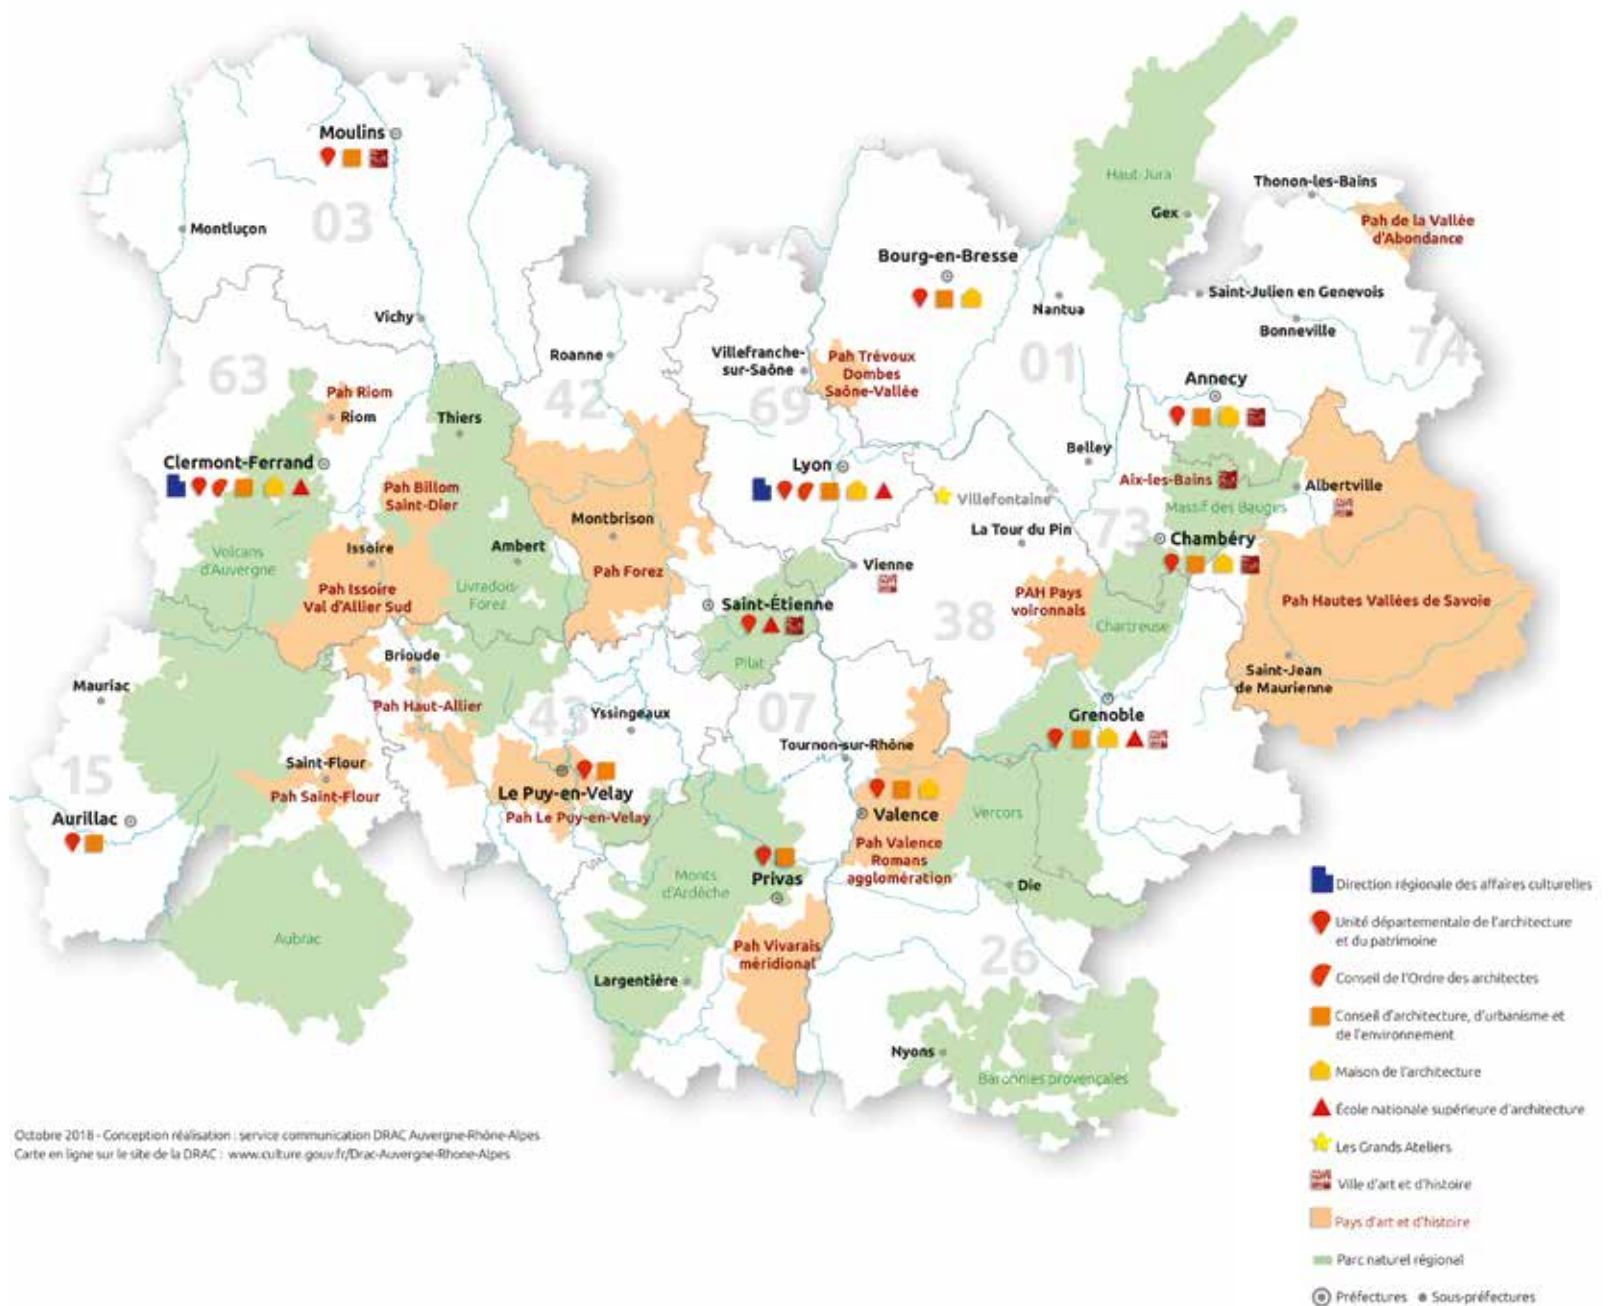 Moulins
03
Montluçon
Vichy
Haut-Jura
Gex
Thonon-les-Bains
Pah de la Vallée
d'Abondance
Bourg-en-Bresse
Nantua
Saint-Julien en Genevois
Bonneville
74
01
63
Roanne
42
Villefranche-
sur-Saône
69
Pah Trévoux
Dombes
Saône-Vallée
Annecy
Pah Riom
Riom
Thiers
Clermont-Ferrand
Pah Billom
Saint-Dier
Lyon
Villefontaine
Belley
Aix-les-Bains
Massif des Bauges
Albertville
Volcans
d'Auvergne
Issoire
Pah Issoire
Val d'Allier Sud
Ambert
Livradois-
Forez
Montbrison
Pah Forez
La Tour du Pin
73
Chambéry
Vienne
Saint-Étienne
Pilat
38
PAH Pays
voironnais
Chartreuse
Pah Hautes Vallées de Savoie
Saint-Jean
de Maurienne
Mauriac
Brioude
Pah Haut-Allier
43
Yssingeaux
07
Tournon-sur-Rhône
Grenoble
15
Saint-Flour
Pah Saint-Flour
Le Puy-en-Velay
Pah Le Puy-en-Velay
Valence
Pah Valence
Romans
agglomération
Vercors
Aurillac
Monts
d'Ardèche
Privas
Die
Aubrac
Pah Vivarais
méridional
Largentière
26
Nyons
Baronnies provençales
Direction régionale des affaires culturelles
Unité départementale de l'architecture
et du patrimoine
Conseil de l'Ordre des architectes
Conseil d'architecture, d'urbanisme et
de l'environnement
Maison de l'architecture
École nationale supérieure d'architecture
Les Grands Ateliers
Ville d'art et d'histoire
Pays d'art et d'histoire
Parc naturel régional
Préfectures Sous-préfectures
Octobre 2018 - Conception réalisation : service communication DRAC Auvergne-Rhône-Alpes
Carte en ligne sur le site de la DRAC : www.culture.gouv.fr/Drac-Auvergne-Rhone-Alpes